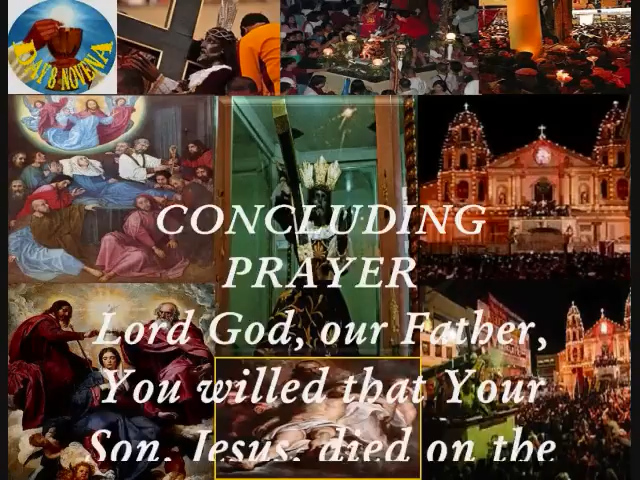 DAY 8 NOVENA
CONCLUDING
PRAYER
Lord God, our Father,
You willed that Your
Son, Jesus, died on the